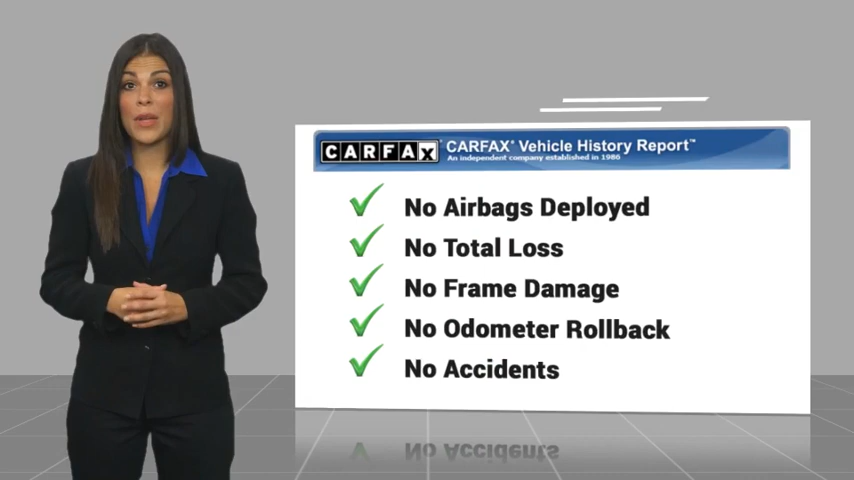 CARFAX
CARFAX® Vehicle History Report™
An independent company established in 1986
No Airbags Deployed
No Total Loss
No Frame Damage
No Odometer Rollback
No Accidents
No Accidents